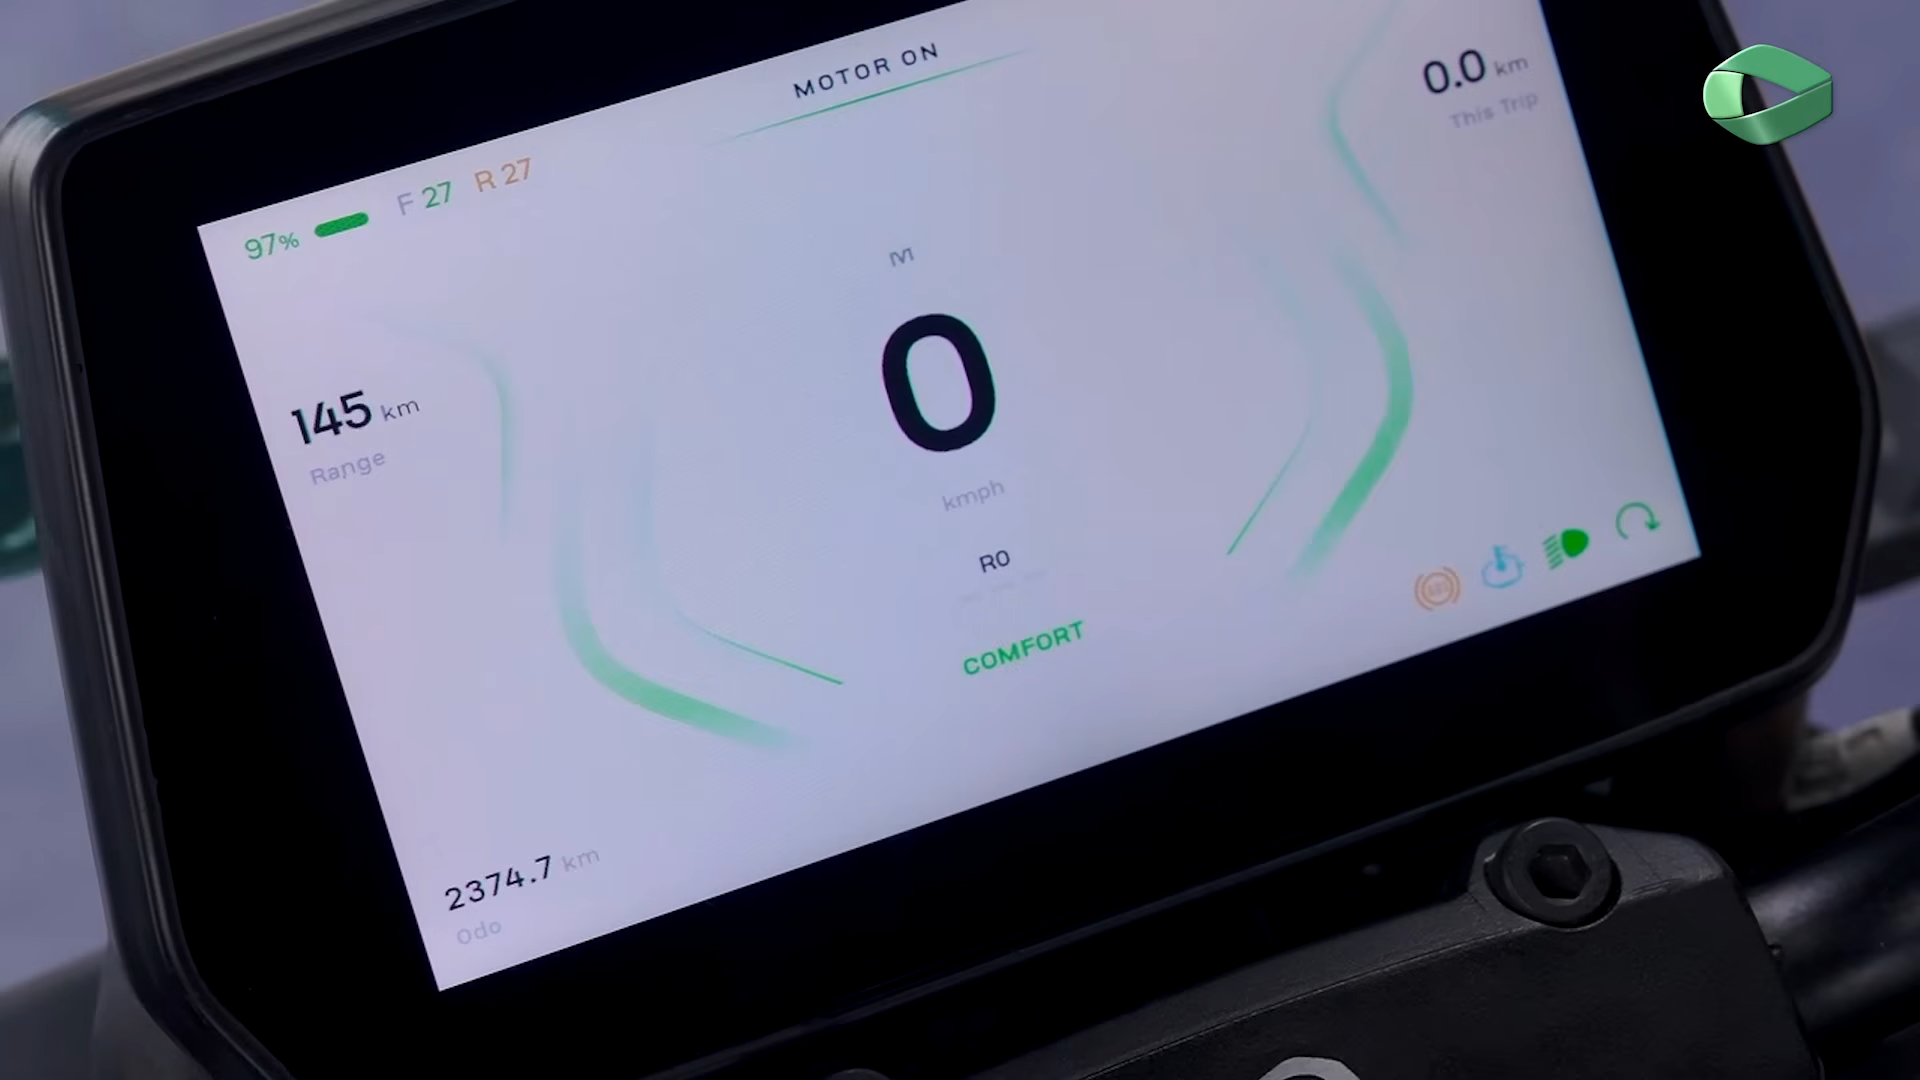 MOTOR ON
0.0 km
This Trip
97% F 27 R 27
M
0
kmph
145 km
Range
R0
COMFORT
ABS
2374.7 km
Odo